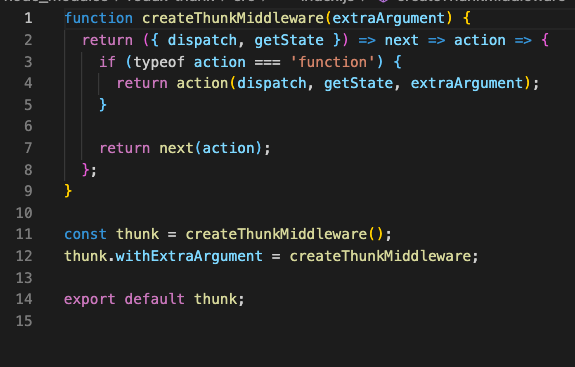 1 function createThunkMiddleware(extraArgument) {
2   return ({ dispatch, getState }) => next => action => {
3     if (typeof action === 'function') {
4       return action(dispatch, getState, extraArgument);
5     }
6
7     return next(action);
8   };
9 }
10
11 const thunk = createThunkMiddleware();
12 thunk.withExtraArgument = createThunkMiddleware;
13
14 export default thunk;
15